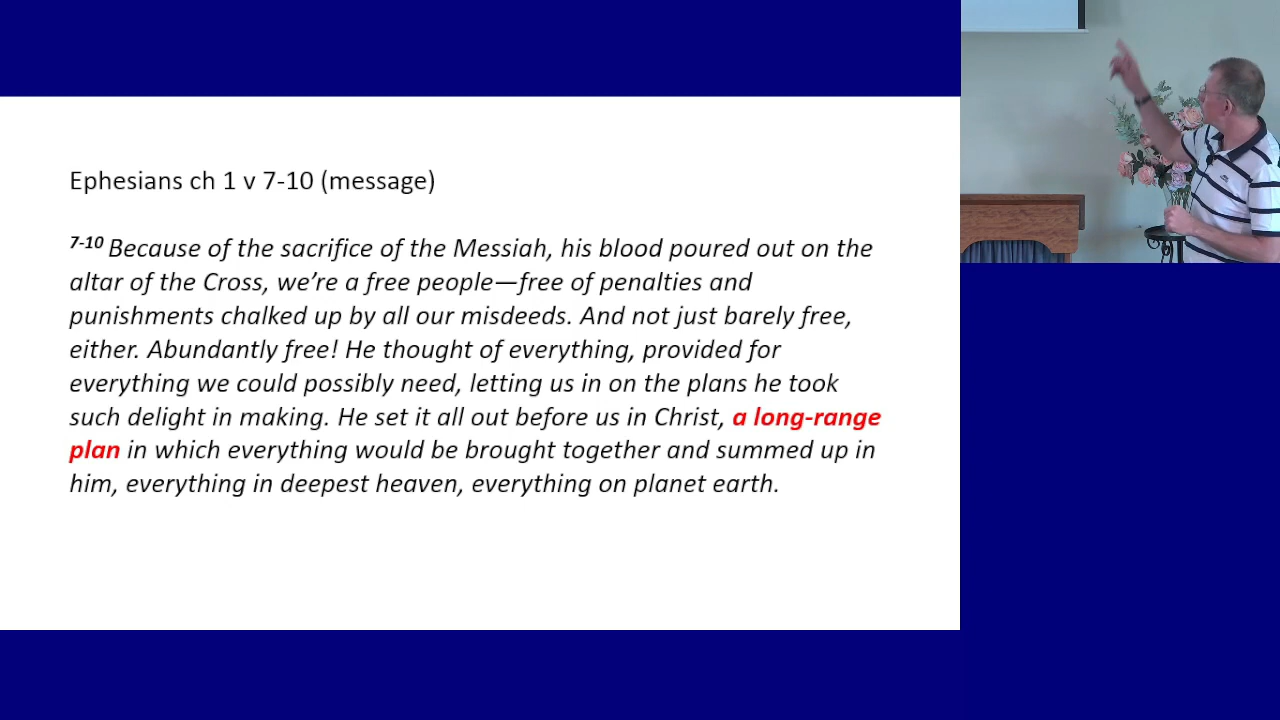 Ephesians ch 1 v 7-10 (message)
7-10 Because of the sacrifice of the Messiah, his blood poured out on the
altar of the Cross, we’re a free people—free of penalties and
punishments chalked up by all our misdeeds. And not just barely free,
either. Abundantly free! He thought of everything, provided for
everything we could possibly need, letting us in on the plans he took
such delight in making. He set it all out before us in Christ, a long-range
plan in which everything would be brought together and summed up in
him, everything in deepest heaven, everything on planet earth.